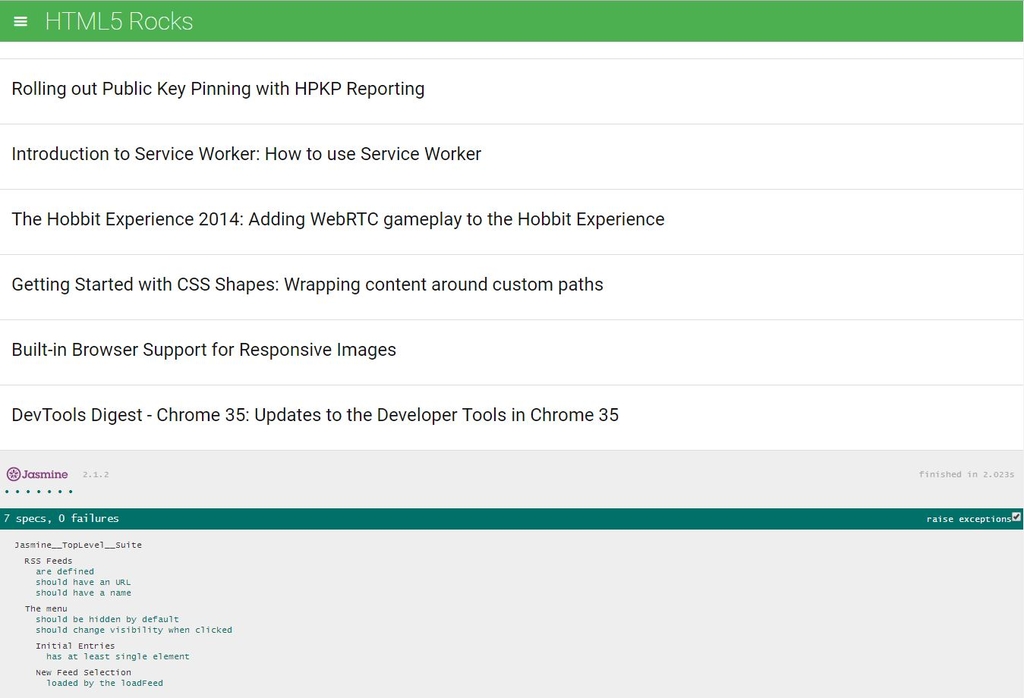 HTML5 Rocks
Rolling out Public Key Pinning with HPKP Reporting
Introduction to Service Worker: How to use Service Worker
The Hobbit Experience 2014: Adding WebRTC gameplay to the Hobbit Experience
Getting Started with CSS Shapes: Wrapping content around custom paths
Built-in Browser Support for Responsive Images
DevTools Digest - Chrome 35: Updates to the Developer Tools in Chrome 35
Jasmine 2.1.2 finished in 2.023s
• • • • • • •
7 specs, 0 failures raise exceptions
Jasmine__TopLevel__Suite
RSS Feeds
are defined
should have an URL
should have a name
The menu
should be hidden by default
should change visibility when clicked
Initial Entries
has at least single element
New Feed Selection
loaded by the loadFeed